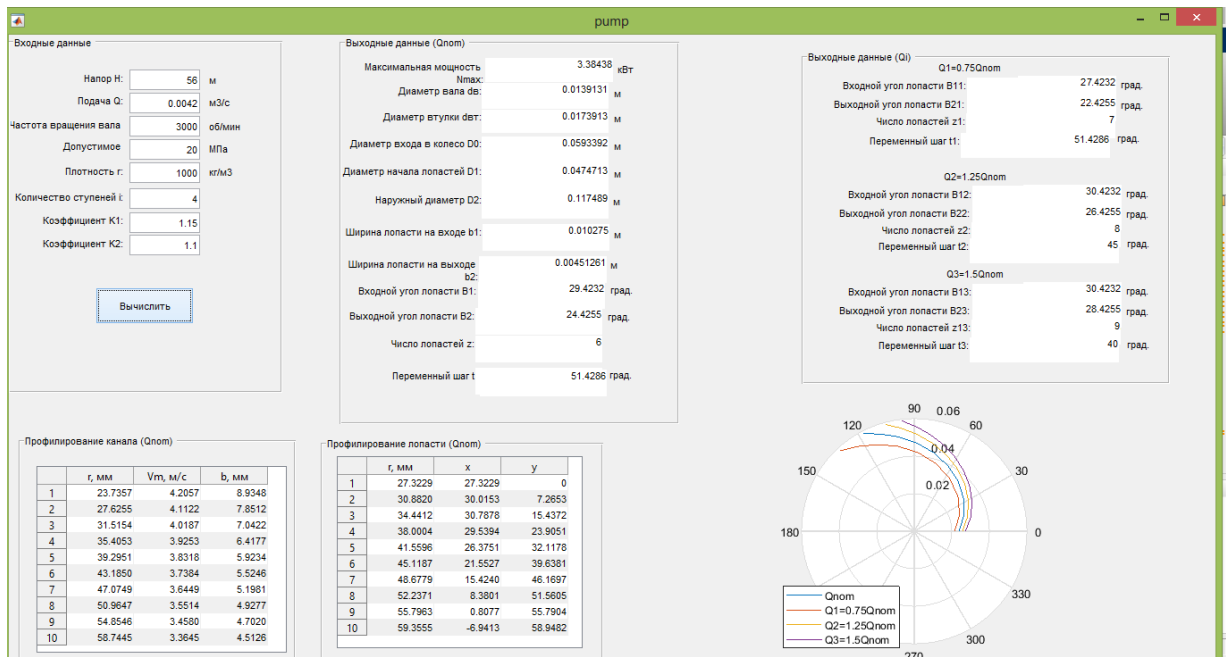 pump
Входные данные
Напор H: 56 м
Подача Q: 0.0042 м3/с
Частота вращения вала 3000 об/мин
Допустимое 20 МПа
Плотность r: 1000 кг/м3
Количество ступеней i: 4
Коэффициент K1: 1.15
Коэффициент K2: 1.1
Вычислить
Выходные данные (Qnom)
Максимальная мощность Nmax: 3.38438 кВт
Диаметр вала dв: 0.0139131 м
Диаметр втулки dвт: 0.0173913 м
Диаметр входа в колесо D0: 0.0593392 м
Диаметр начала лопастей D1: 0.0474713 м
Наружный диаметр D2: 0.117489 м
Ширина лопасти на входе b1: 0.010275 м
Ширина лопасти на выходе b2: 0.00451261 м
Входной угол лопасти B1: 29.4232 град.
Выходной угол лопасти B2: 24.4255 град.
Число лопастей z: 6
Переменный шаг t 51.4286 град.
Выходные данные (Qi)
Q1=0.75Qnom
Входной угол лопасти B11: 27.4232 град.
Выходной угол лопасти B21: 22.4255 град.
Число лопастей z1: 7
Переменный шаг t1: 51.4286 град.
Q2=1.25Qnom
Входной угол лопасти B12: 30.4232 град.
Выходной угол лопасти B22: 26.4255 град.
Число лопастей z2: 8
Переменный шаг t2: 45 град.
Q3=1.5Qnom
Входной угол лопасти B13: 30.4232 град.
Выходной угол лопасти B23: 28.4255 град.
Число лопастей z13: 9
Переменный шаг t3: 40 град.
Профилирование канала (Qnom)
r, мм Vm, м/с b, мм
1 23.7357 4.2057 8.9348
2 27.6255 4.1122 7.8512
3 31.5154 4.0187 7.0422
4 35.4053 3.9253 6.4177
5 39.2951 3.8318 5.9234
6 43.1850 3.7384 5.5246
7 47.0749 3.6449 5.1981
8 50.9647 3.5514 4.9277
9 54.8546 3.4580 4.7020
10 58.7445 3.3645 4.5126
Профилирование лопасти (Qnom)
r, мм x y
1 27.3229 27.3229 0
2 30.8820 30.0153 7.2653
3 34.4412 30.7878 15.4372
4 38.0004 29.5394 23.9051
5 41.5596 26.3751 32.1178
6 45.1187 21.5527 39.6381
7 48.6779 15.4240 46.1697
8 52.2371 8.3801 51.5605
9 55.7963 0.8077 55.7904
10 59.3555 -6.9413 58.9482
90 0.06
120 60
0.04
150 30
0.02
180 0
330
300
270
Qnom
Q1=0.75Qnom
Q2=1.25Qnom
Q3=1.5Qnom